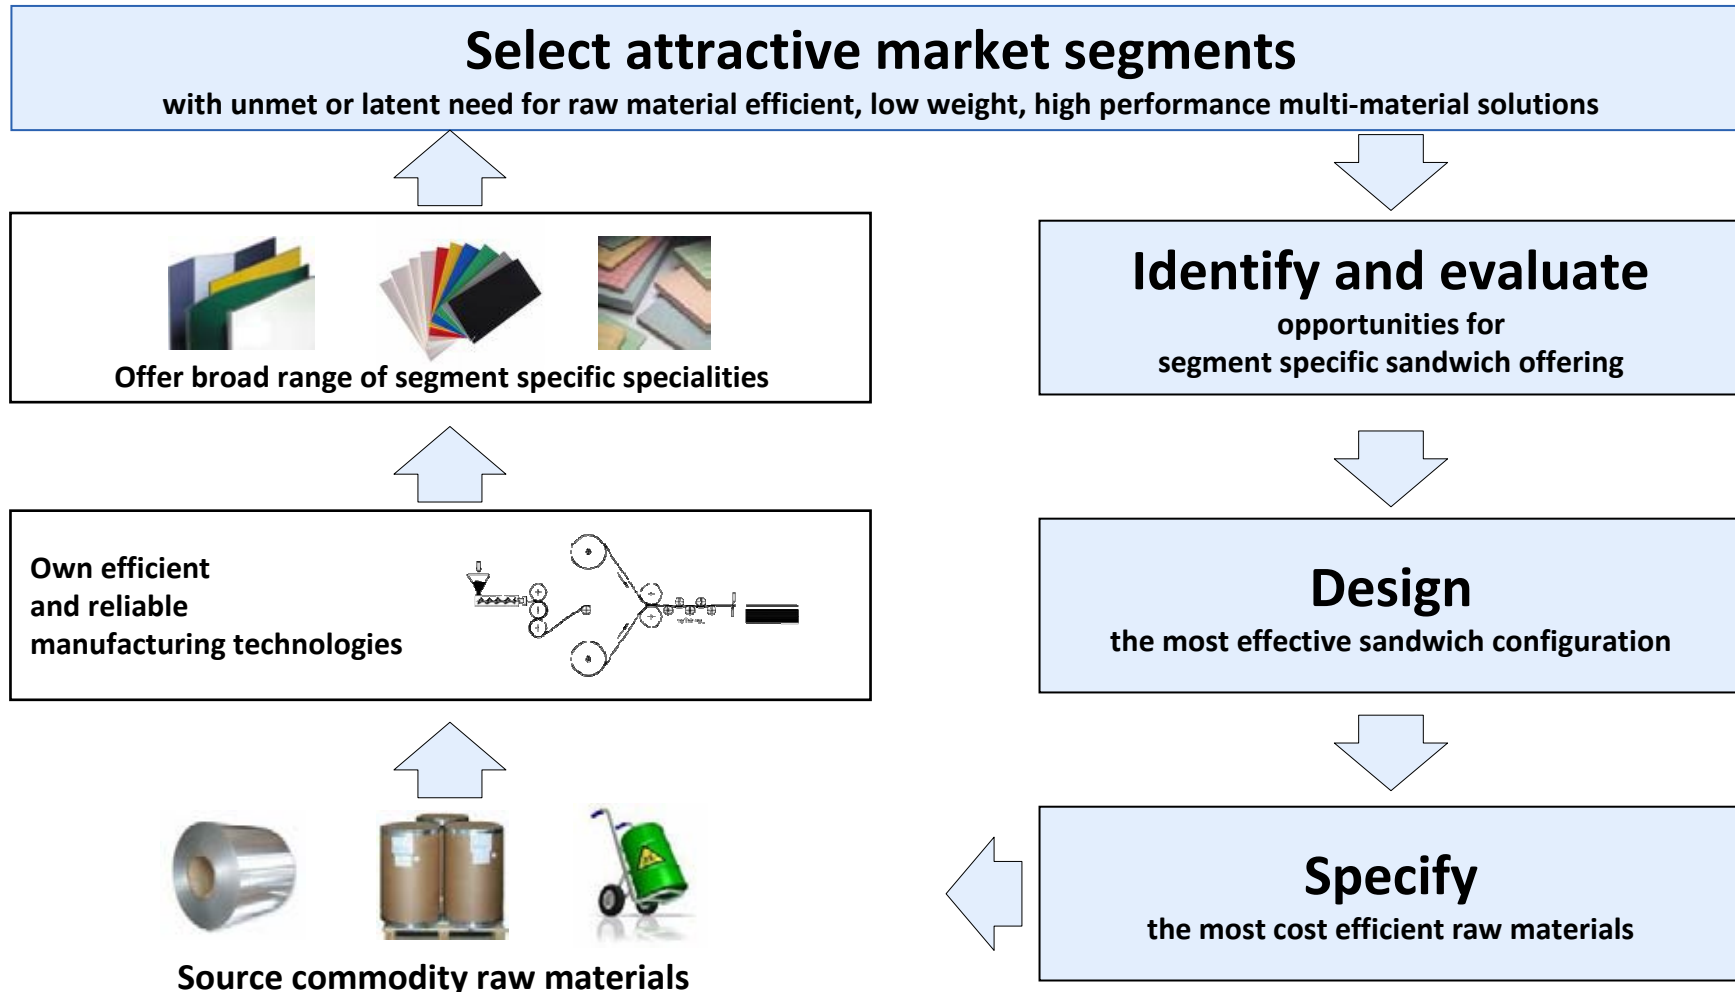 Select attractive market segments
with unmet or latent need for raw material efficient, low weight, high performance multi-material solutions
Offer broad range of segment specific specialities
Own efficient
and reliable
manufacturing technologies
Source commodity raw materials
Identify and evaluate
opportunities for
segment specific sandwich offering
Design
the most effective sandwich configuration
Specify
the most cost efficient raw materials